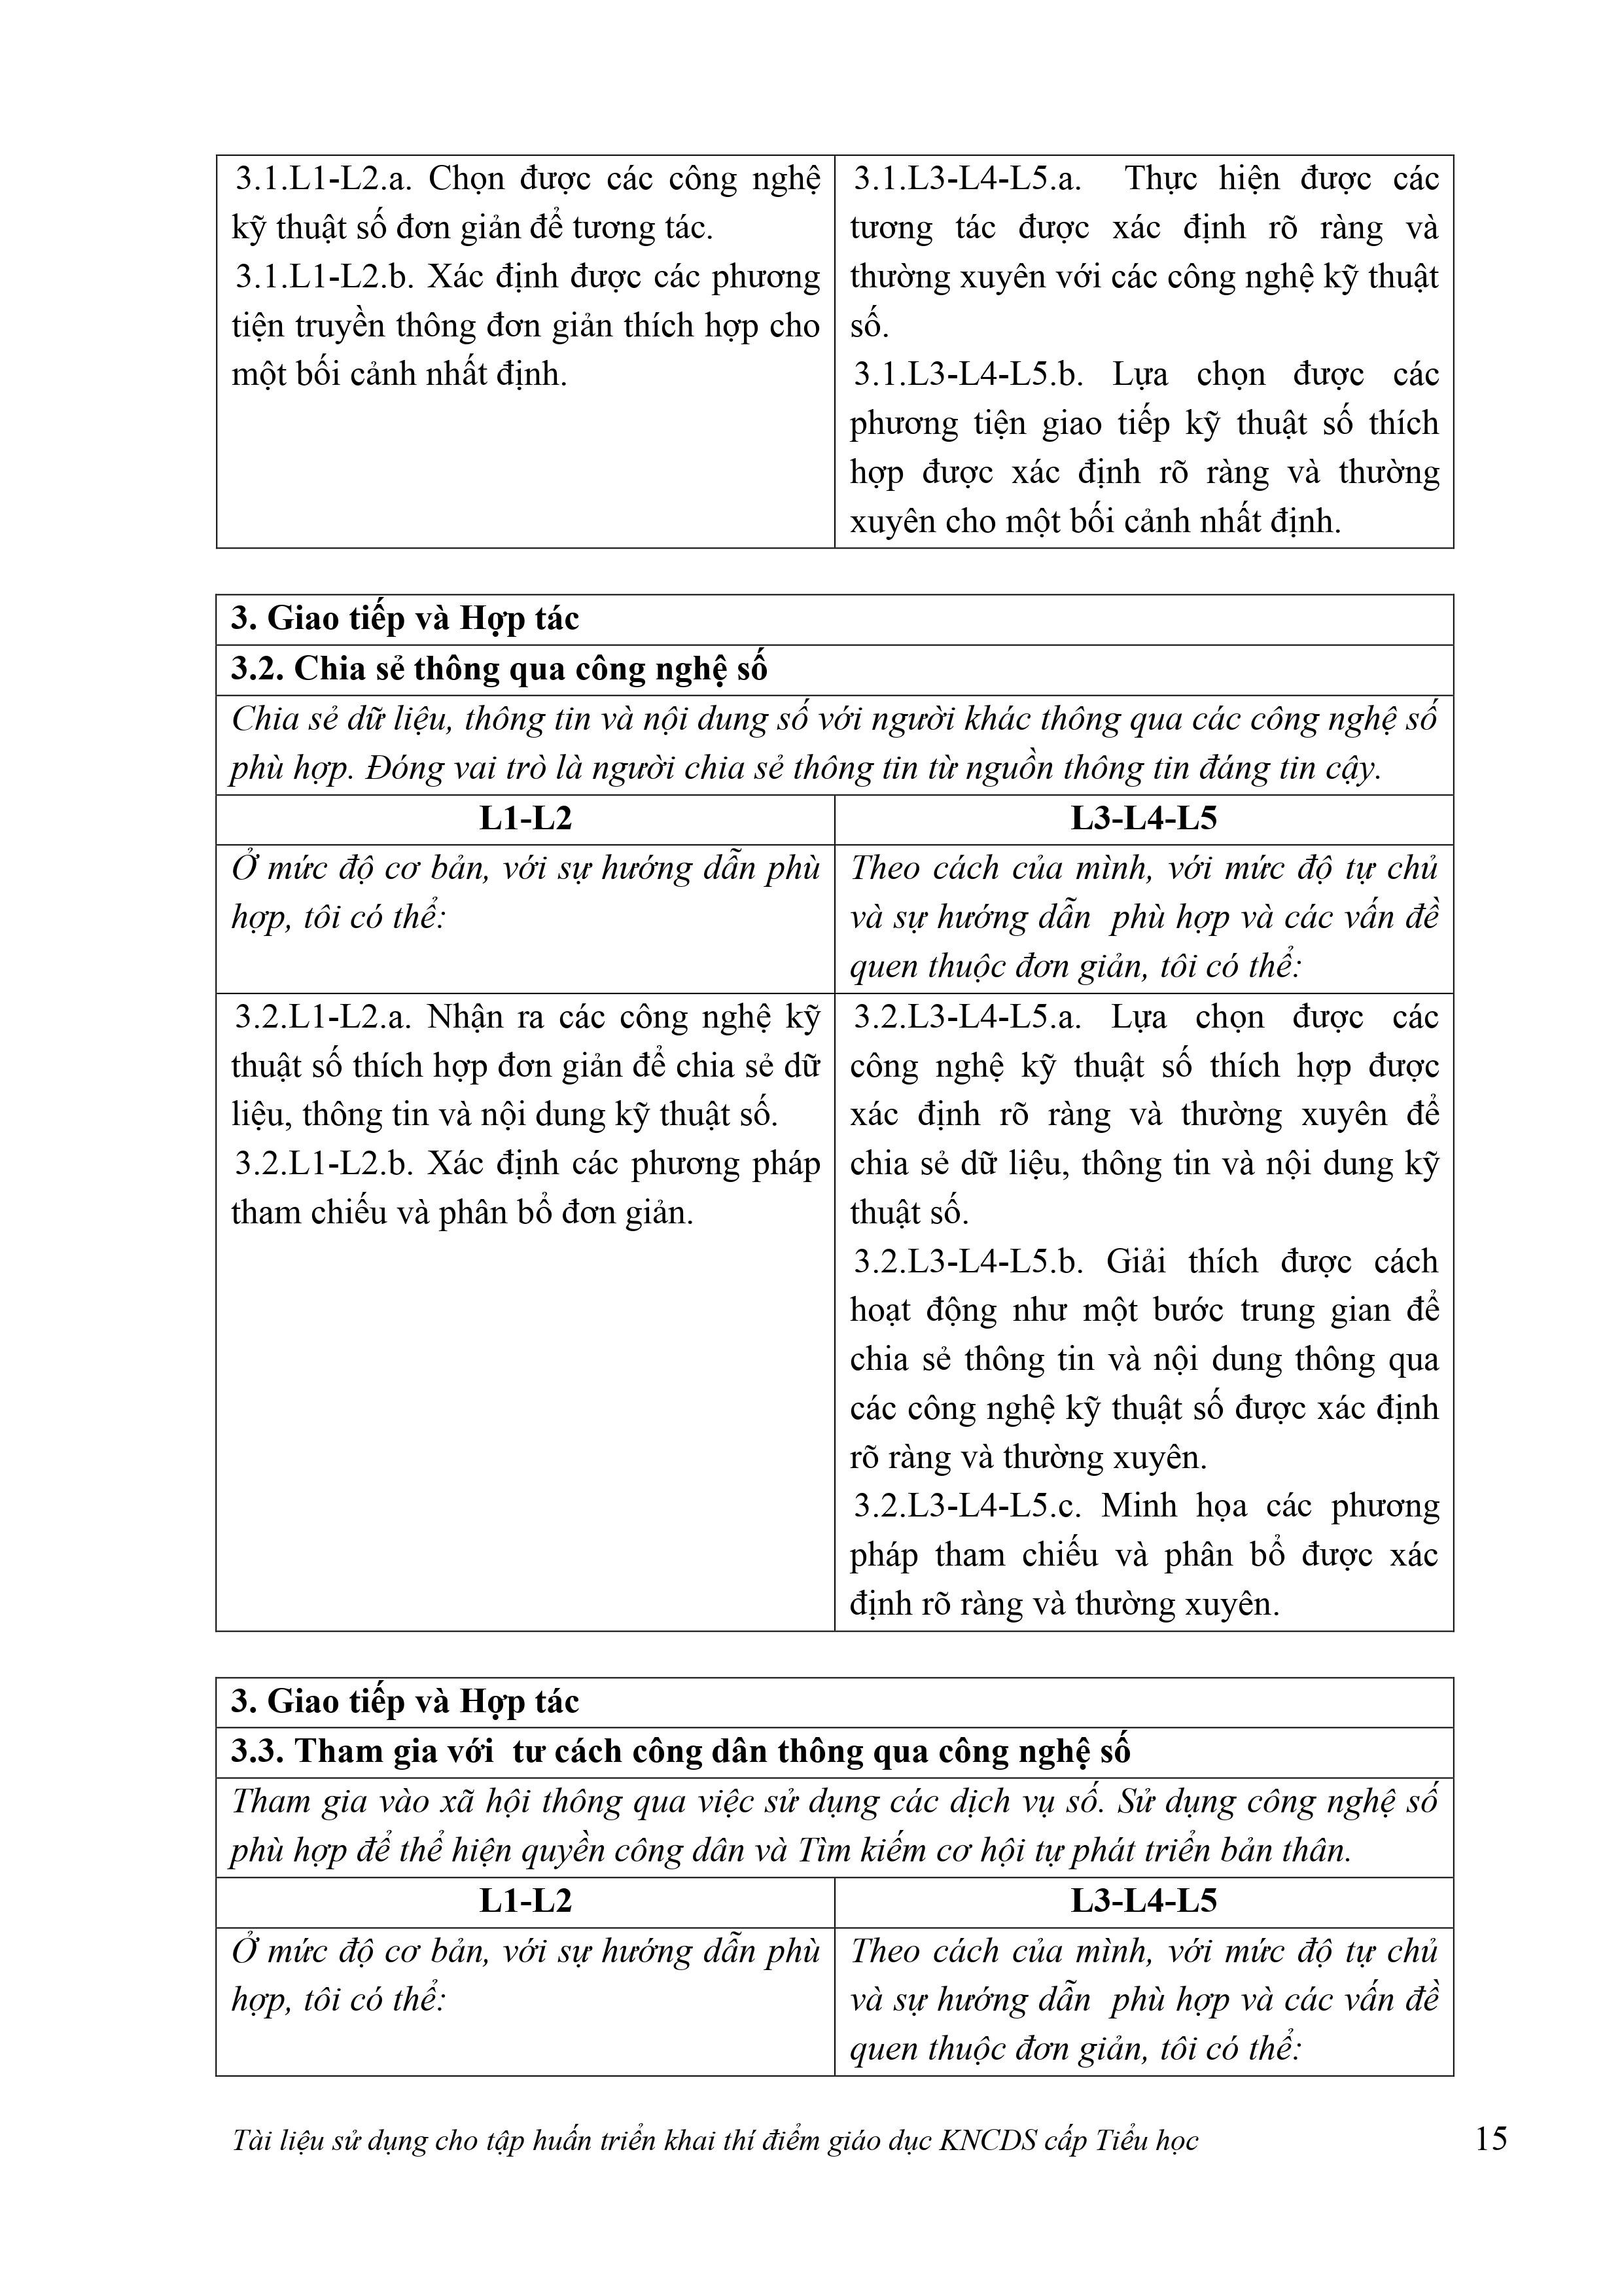 3.1.L1-L2.a. Chọn được các công nghệ
kỹ thuật số đơn giản để tương tác.
3.1.L1-L2.b. Xác định được các phương
tiện truyền thông đơn giản thích hợp cho
một bối cảnh nhất định.
3.1.L3-L4-L5.a. Thực hiện được các
tương tác được xác định rõ ràng và
thường xuyên với các công nghệ kỹ thuật
số.
3.1.L3-L4-L5.b. Lựa chọn được các
phương tiện giao tiếp kỹ thuật số thích
hợp được xác định rõ ràng và thường
xuyên cho một bối cảnh nhất định.
3. Giao tiếp và Hợp tác
3.2. Chia sẻ thông qua công nghệ số
Chia sẻ dữ liệu, thông tin và nội dung số với người khác thông qua các công nghệ số
phù hợp. Đóng vai trò là người chia sẻ thông tin từ nguồn thông tin đáng tin cậy.
L1-L2
L3-L4-L5
Ở mức độ cơ bản, với sự hướng dẫn phù
hợp, tôi có thể:
Theo cách của mình, với mức độ tự chủ
và sự hướng dẫn phù hợp và các vấn đề
quen thuộc đơn giản, tôi có thể:
3.2.L1-L2.a. Nhận ra các công nghệ kỹ
thuật số thích hợp đơn giản để chia sẻ dữ
liệu, thông tin và nội dung kỹ thuật số.
3.2.L1-L2.b. Xác định các phương pháp
tham chiếu và phân bổ đơn giản.
3.2.L3-L4-L5.a. Lựa chọn được các
công nghệ kỹ thuật số thích hợp được
xác định rõ ràng và thường xuyên để
chia sẻ dữ liệu, thông tin và nội dung kỹ
thuật số.
3.2.L3-L4-L5.b. Giải thích được cách
hoạt động như một bước trung gian để
chia sẻ thông tin và nội dung thông qua
các công nghệ kỹ thuật số được xác định
rõ ràng và thường xuyên.
3.2.L3-L4-L5.c. Minh họa các phương
pháp tham chiếu và phân bổ được xác
định rõ ràng và thường xuyên.
3. Giao tiếp và Hợp tác
3.3. Tham gia với tư cách công dân thông qua công nghệ số
Tham gia vào xã hội thông qua việc sử dụng các dịch vụ số. Sử dụng công nghệ số
phù hợp để thể hiện quyền công dân và Tìm kiếm cơ hội tự phát triển bản thân.
L1-L2
L3-L4-L5
Ở mức độ cơ bản, với sự hướng dẫn phù
hợp, tôi có thể:
Theo cách của mình, với mức độ tự chủ
và sự hướng dẫn phù hợp và các vấn đề
quen thuộc đơn giản, tôi có thể:
Tài liệu sử dụng cho tập huấn triển khai thí điểm giáo dục KNCDS cấp Tiểu học 15